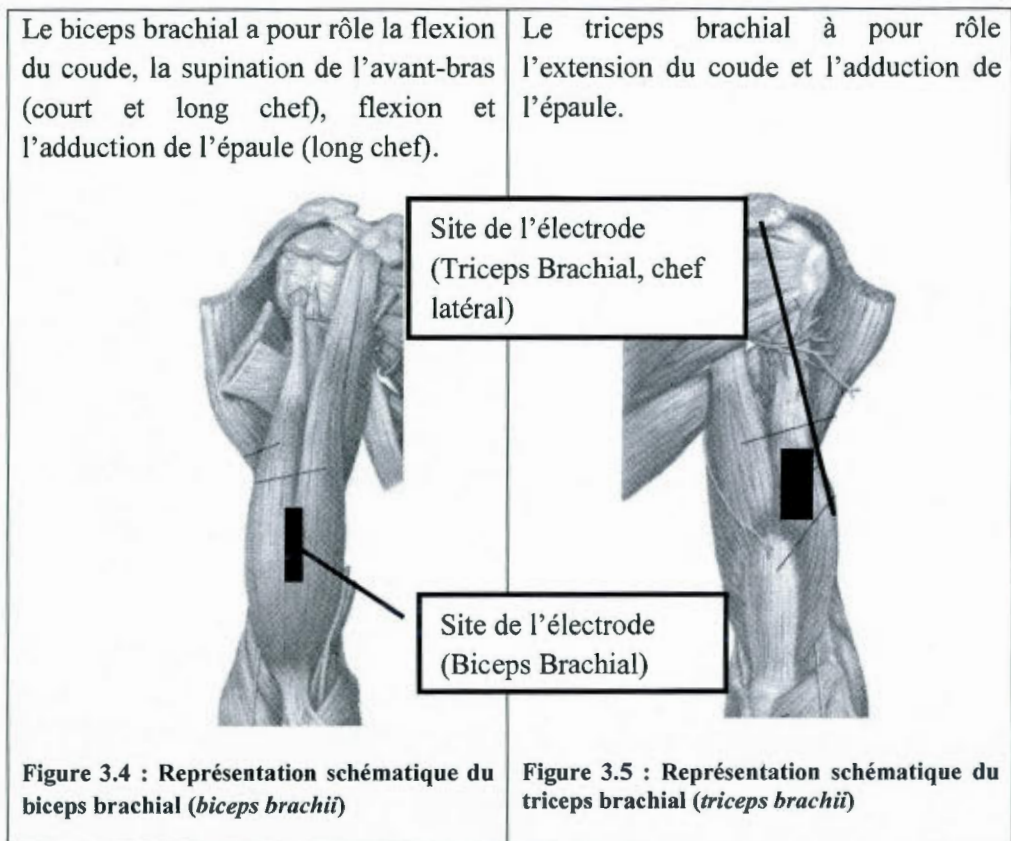 Le biceps brachial a pour rôle la flexion
du coude, la supination de l'avant-bras
(court et long chef), flexion et
l'adduction de l'épaule (long chef).
Le triceps brachial à pour rôle
l'extension du coude et l'adduction de
l'épaule.
Site de l'électrode
(Triceps Brachial, chef
latéral)
Site de l'électrode
(Biceps Brachial)
Figure 3.4 : Représentation schématique du
biceps brachial (biceps brachii)
Figure 3.5 : Représentation schématique du
triceps brachial (triceps brachii)